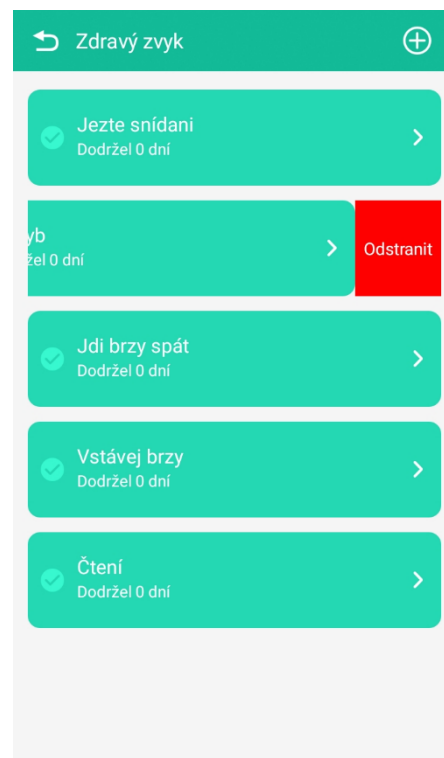 Zdravý zvyk
Jezte snídani
Dodržel 0 dní
yb
žel 0 dní
Odstranit
Jdi brzy spát
Dodržel 0 dní
Vstávej brzy
Dodržel 0 dní
Čtení
Dodržel 0 dní